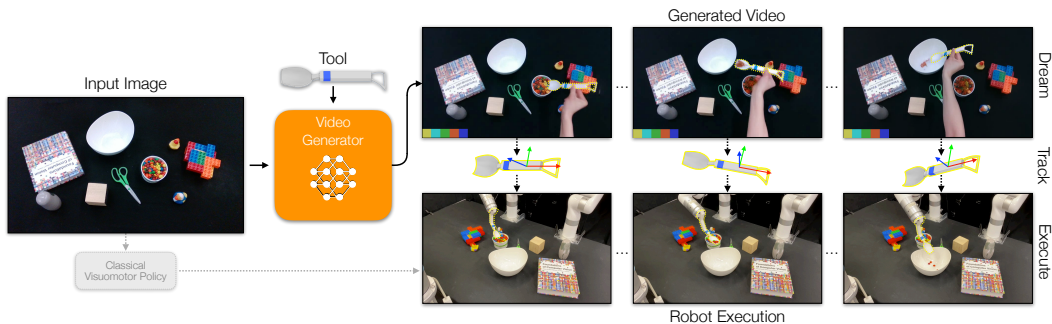 Generated Video
Input Image
Tool
Video
Generator
Dream
Track
Execute
Classical
Visuomotor Policy
Robot Execution